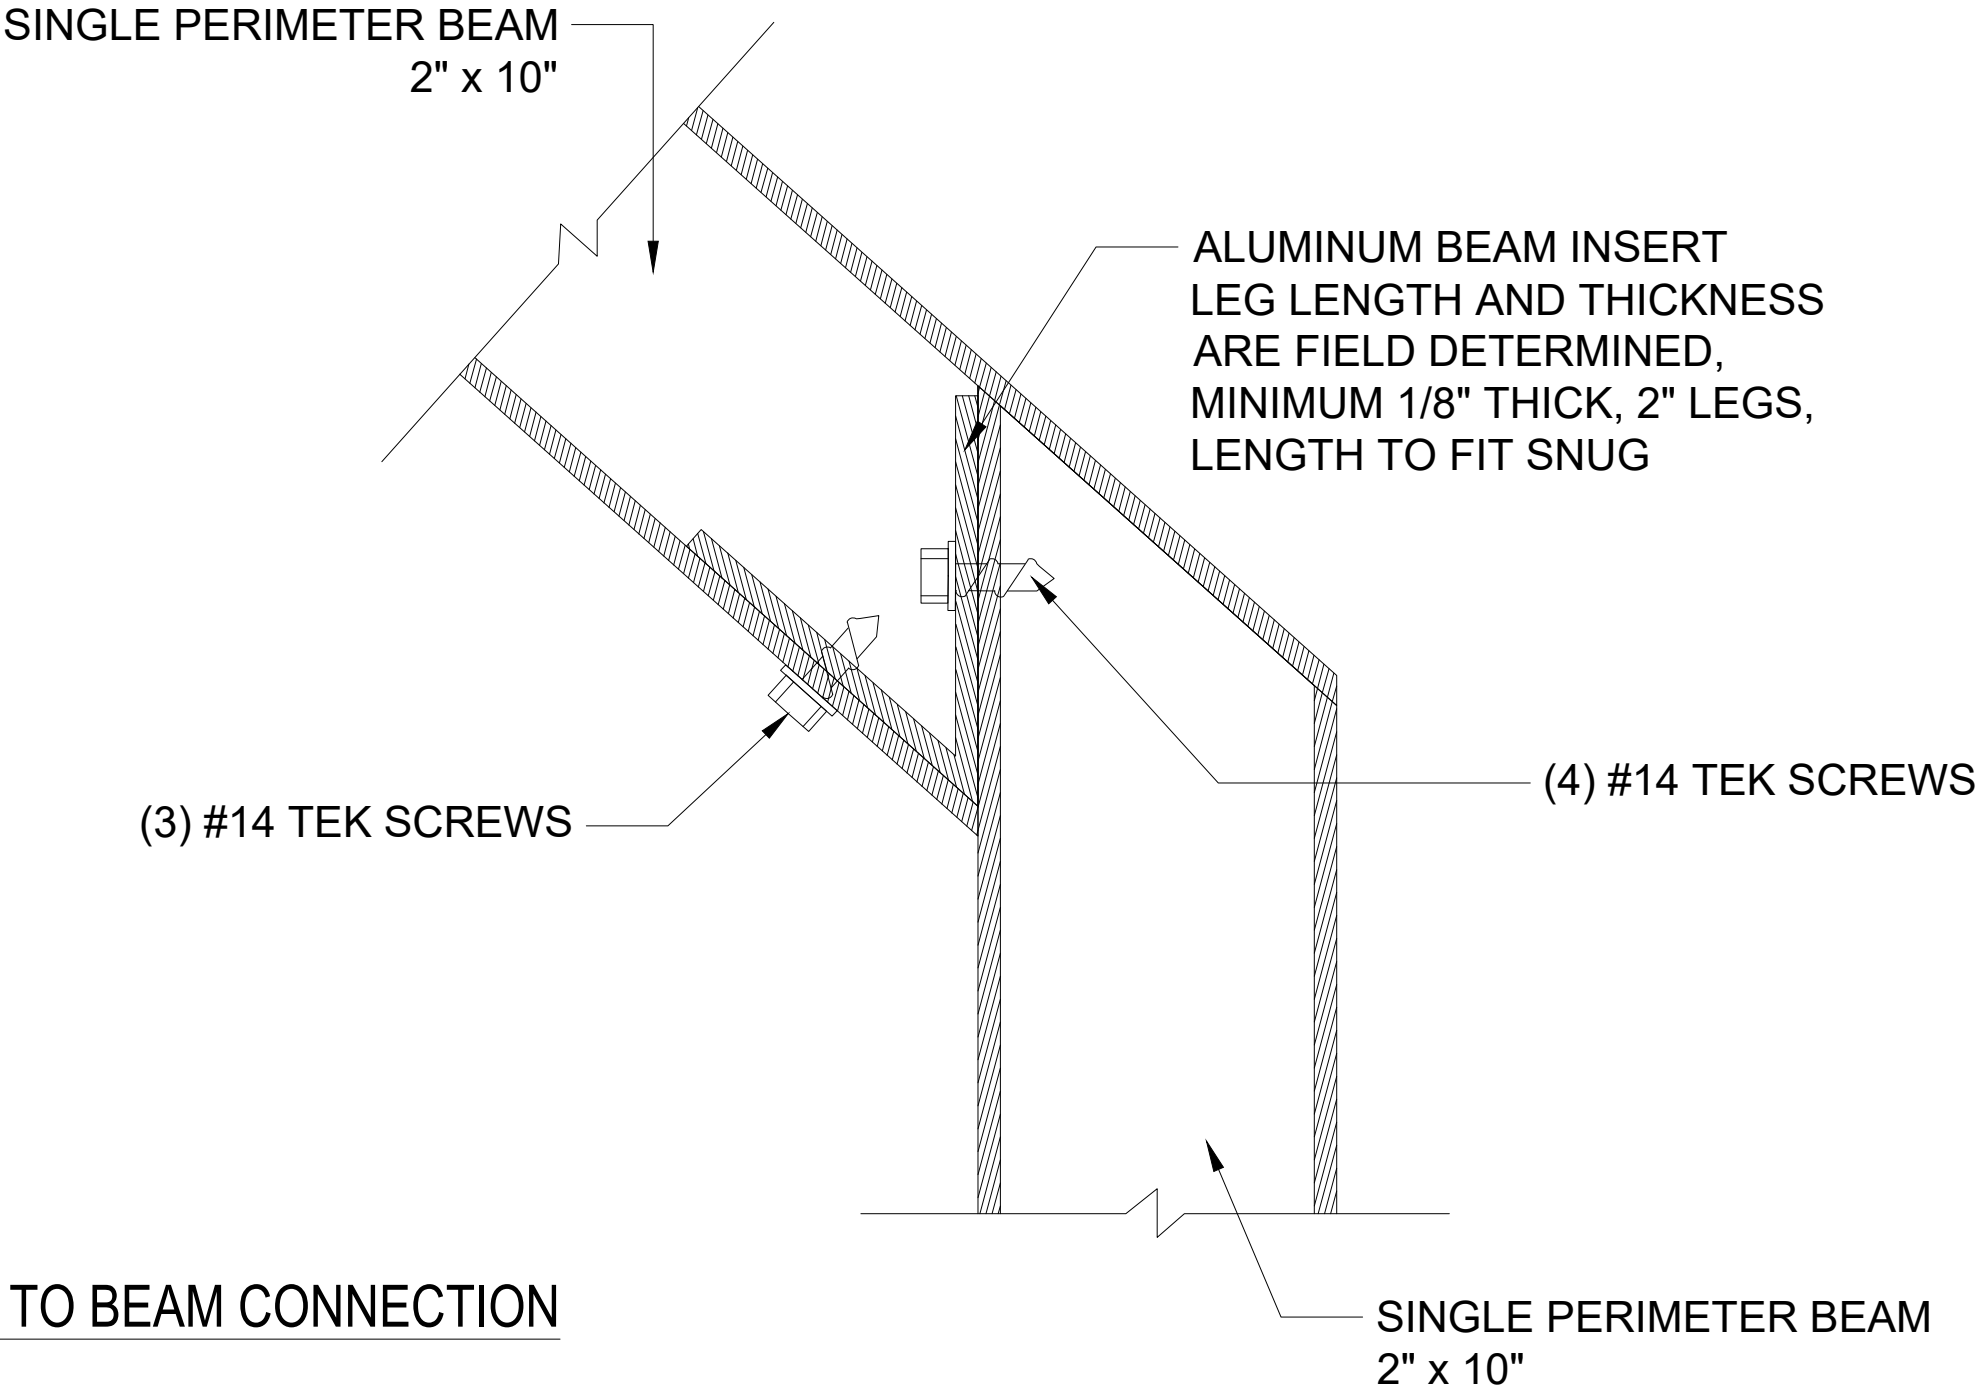 SINGLE PERIMETER BEAM
2" x 10"
ALUMINUM BEAM INSERT
LEG LENGTH AND THICKNESS
ARE FIELD DETERMINED,
MINIMUM 1/8" THICK, 2" LEGS,
LENGTH TO FIT SNUG
(4) #14 TEK SCREWS
(3) #14 TEK SCREWS
TO BEAM CONNECTION
SINGLE PERIMETER BEAM
2" x 10"